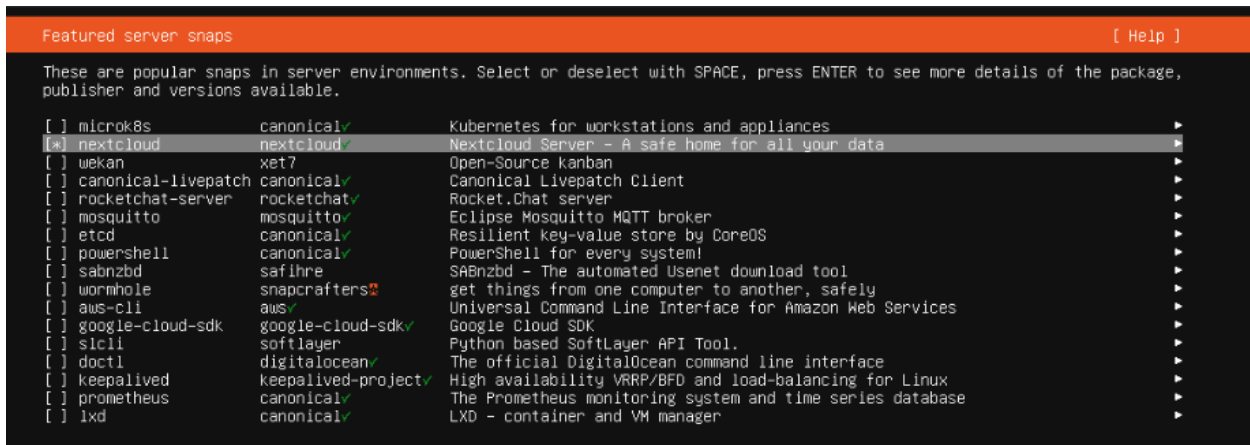 Featured server snaps [ Help ]
These are popular snaps in server environments. Select or deselect with SPACE, press ENTER to see more details of the package,
publisher and versions available.
[ ] microk8s canonical✓ Kubernetes for workstations and appliances ▸
[*] nextcloud nextcloud✓ Nextcloud Server - A safe home for all your data ▸
[ ] wekan xet7 Open-Source kanban ▸
[ ] canonical-livepatch canonical✓ Canonical Livepatch Client ▸
[ ] rocketchat-server rocketchat✓ Rocket.Chat server ▸
[ ] mosquitto mosquitto✓ Eclipse Mosquitto MQTT broker ▸
[ ] etcd canonical✓ Resilient key-value store by CoreOS ▸
[ ] powershell canonical✓ PowerShell for every system! ▸
[ ] sabnzbd safihre SABnzbd - The automated Usenet download tool ▸
[ ] wormhole snapcrafters get things from one computer to another, safely ▸
[ ] aws-cli aws✓ Universal Command Line Interface for Amazon Web Services ▸
[ ] google-cloud-sdk google-cloud-sdk✓ Google Cloud SDK ▸
[ ] slcli softlayer Python based SoftLayer API Tool. ▸
[ ] doctl digitalocean✓ The official DigitalOcean command line interface ▸
[ ] keepalived keepalived-project✓ High availability VRRP/BFD and load-balancing for Linux ▸
[ ] prometheus canonical✓ The Prometheus monitoring system and time series database ▸
[ ] lxd canonical✓ LXD - container and VM manager ▸